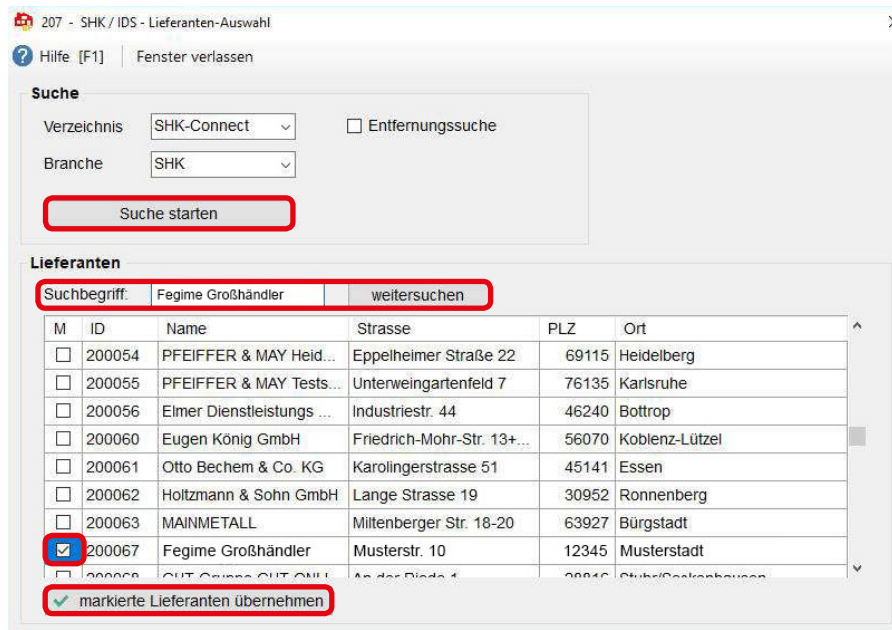 207 - SHK / IDS - Lieferanten-Auswahl
Hilfe [F1] Fenster verlassen
Suche
Verzeichnis SHK-Connect Entfernungssuche
Branche SHK
Suche starten
Lieferanten
Suchbegriff: Fegime Großhändler weitersuchen
M ID Name Strasse PLZ Ort
200054 PFEIFFER & MAY Heid... Eppelheimer Straße 22 69115 Heidelberg
200055 PFEIFFER & MAY Tests... Unterweingartenfeld 7 76135 Karlsruhe
200056 Elmer Dienstleistungs ... Industriestr. 44 46240 Bottrop
200060 Eugen König GmbH Friedrich-Mohr-Str. 13+... 56070 Koblenz-Lützel
200061 Otto Bechem & Co. KG Karolingerstrasse 51 45141 Essen
200062 Holtzmann & Sohn GmbH Lange Strasse 19 30952 Ronnenberg
200063 MAINMETALL Miltenberger Str. 18-20 63927 Bürgstadt
200067 Fegime Großhändler Musterstr. 10 12345 Musterstadt
markierte Lieferanten übernehmen